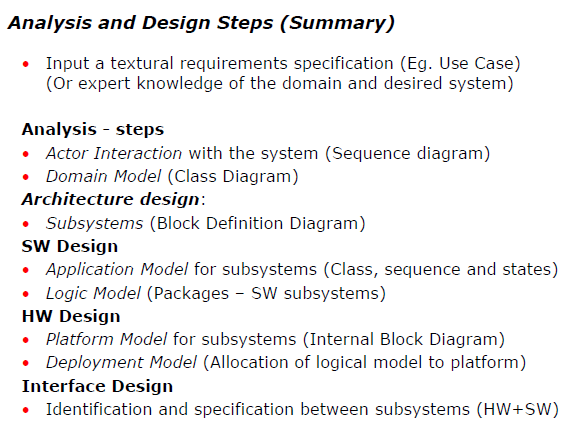 Analysis and Design Steps (Summary)
• Input a textural requirements specification (Eg. Use Case)
(Or expert knowledge of the domain and desired system)
Analysis - steps
• Actor Interaction with the system (Sequence diagram)
• Domain Model (Class Diagram)
Architecture design:
• Subsystems (Block Definition Diagram)
SW Design
• Application Model for subsystems (Class, sequence and states)
• Logic Model (Packages – SW subsystems)
HW Design
• Platform Model for subsystems (Internal Block Diagram)
• Deployment Model (Allocation of logical model to platform)
Interface Design
• Identification and specification between subsystems (HW+SW)